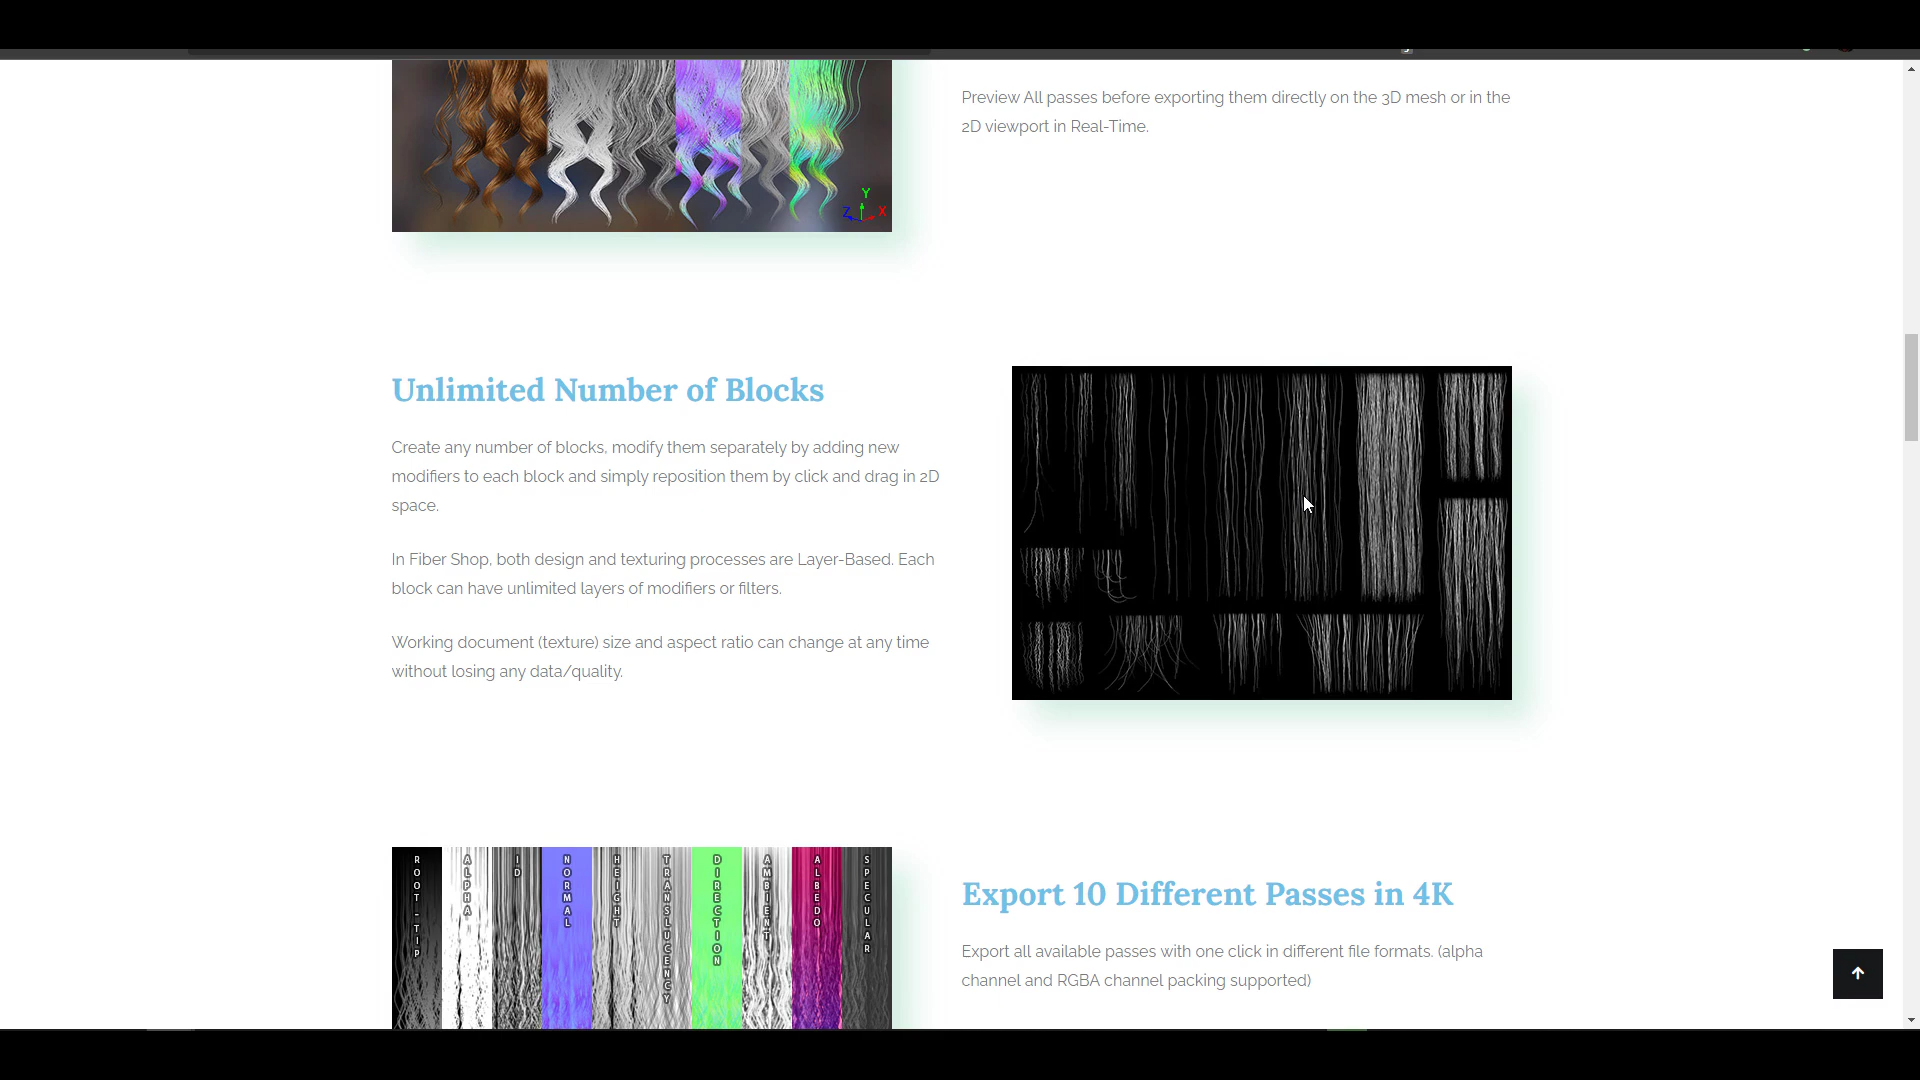 Preview All passes before exporting them directly on the 3D mesh or in the
2D viewport in Real-Time.
Y
Z
X
Unlimited Number of Blocks
Create any number of blocks, modify them separately by adding new
modifiers to each block and simply reposition them by click and drag in 2D
space.
In Fiber Shop, both design and texturing processes are Layer-Based. Each
block can have unlimited layers of modifiers or filters.
Working document (texture) size and aspect ratio can change at any time
without losing any data/quality.
ROOT-TIP
ALPHA
ID
NORMAL
HEIGHT
TRANSLUCENCY
DIRECTION
AMBIENT
ALBEDO
SPECULAR
Export 10 Different Passes in 4K
Export all available passes with one click in different file formats. (alpha
channel and RGBA channel packing supported)